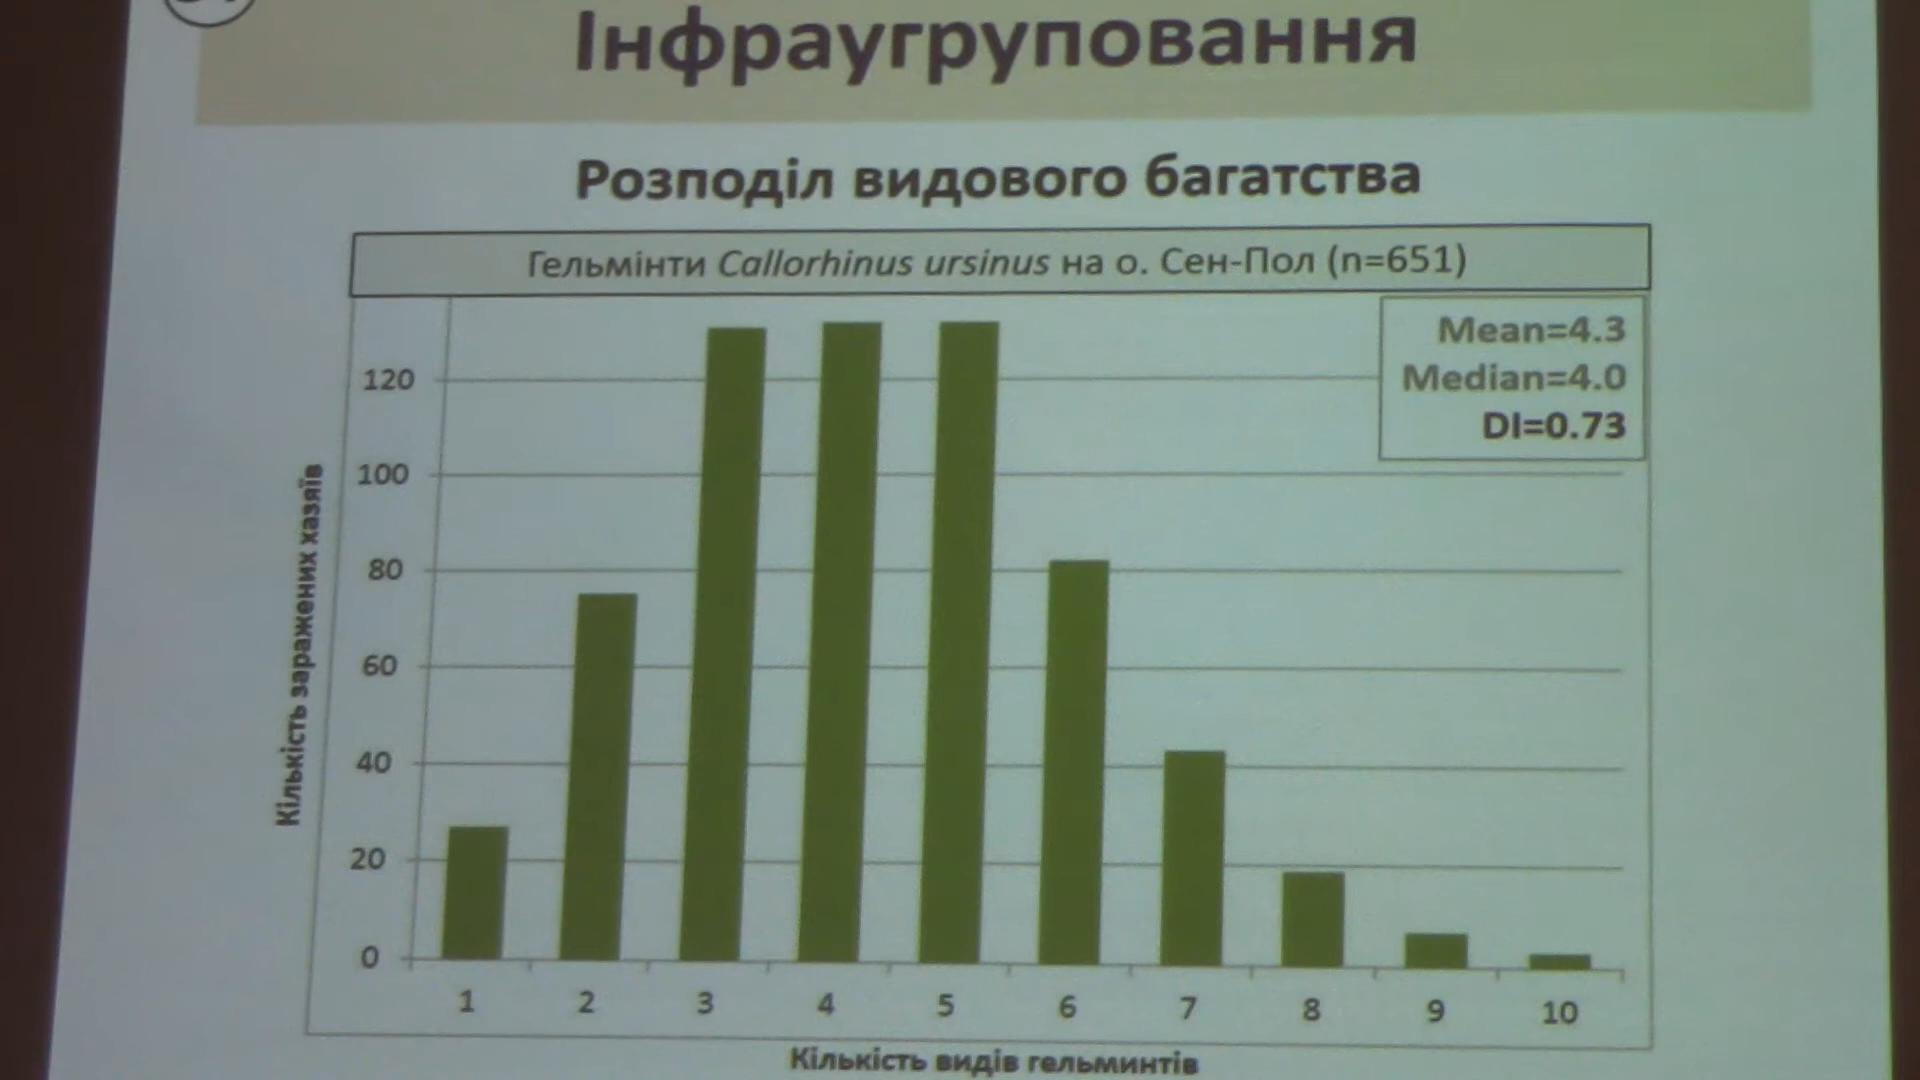 Інфраугруповання
Розподіл видового багатства
Гельмінти Callorhinus ursinus на о. Сен-Пол (n=651)
Mean=4.3
Median=4.0
DI=0.73
Кількість заражених хазяїв
120
100
80
60
40
20
0
1 2 3 4 5 6 7 8 9 10
Кількість видів гельминтів